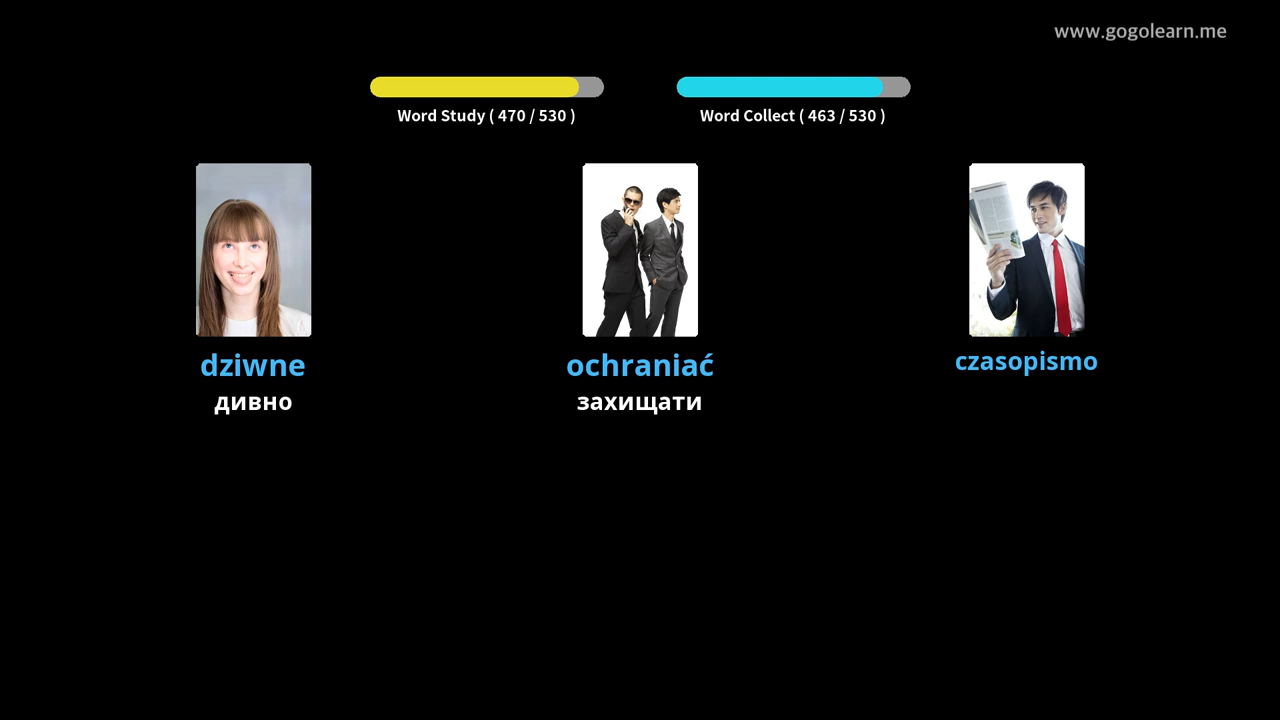 www.gogolearn.me
Word Study ( 470 / 530 )
Word Collect ( 463 / 530 )
dziwne
дивно
ochraniać
захищати
czasopismo